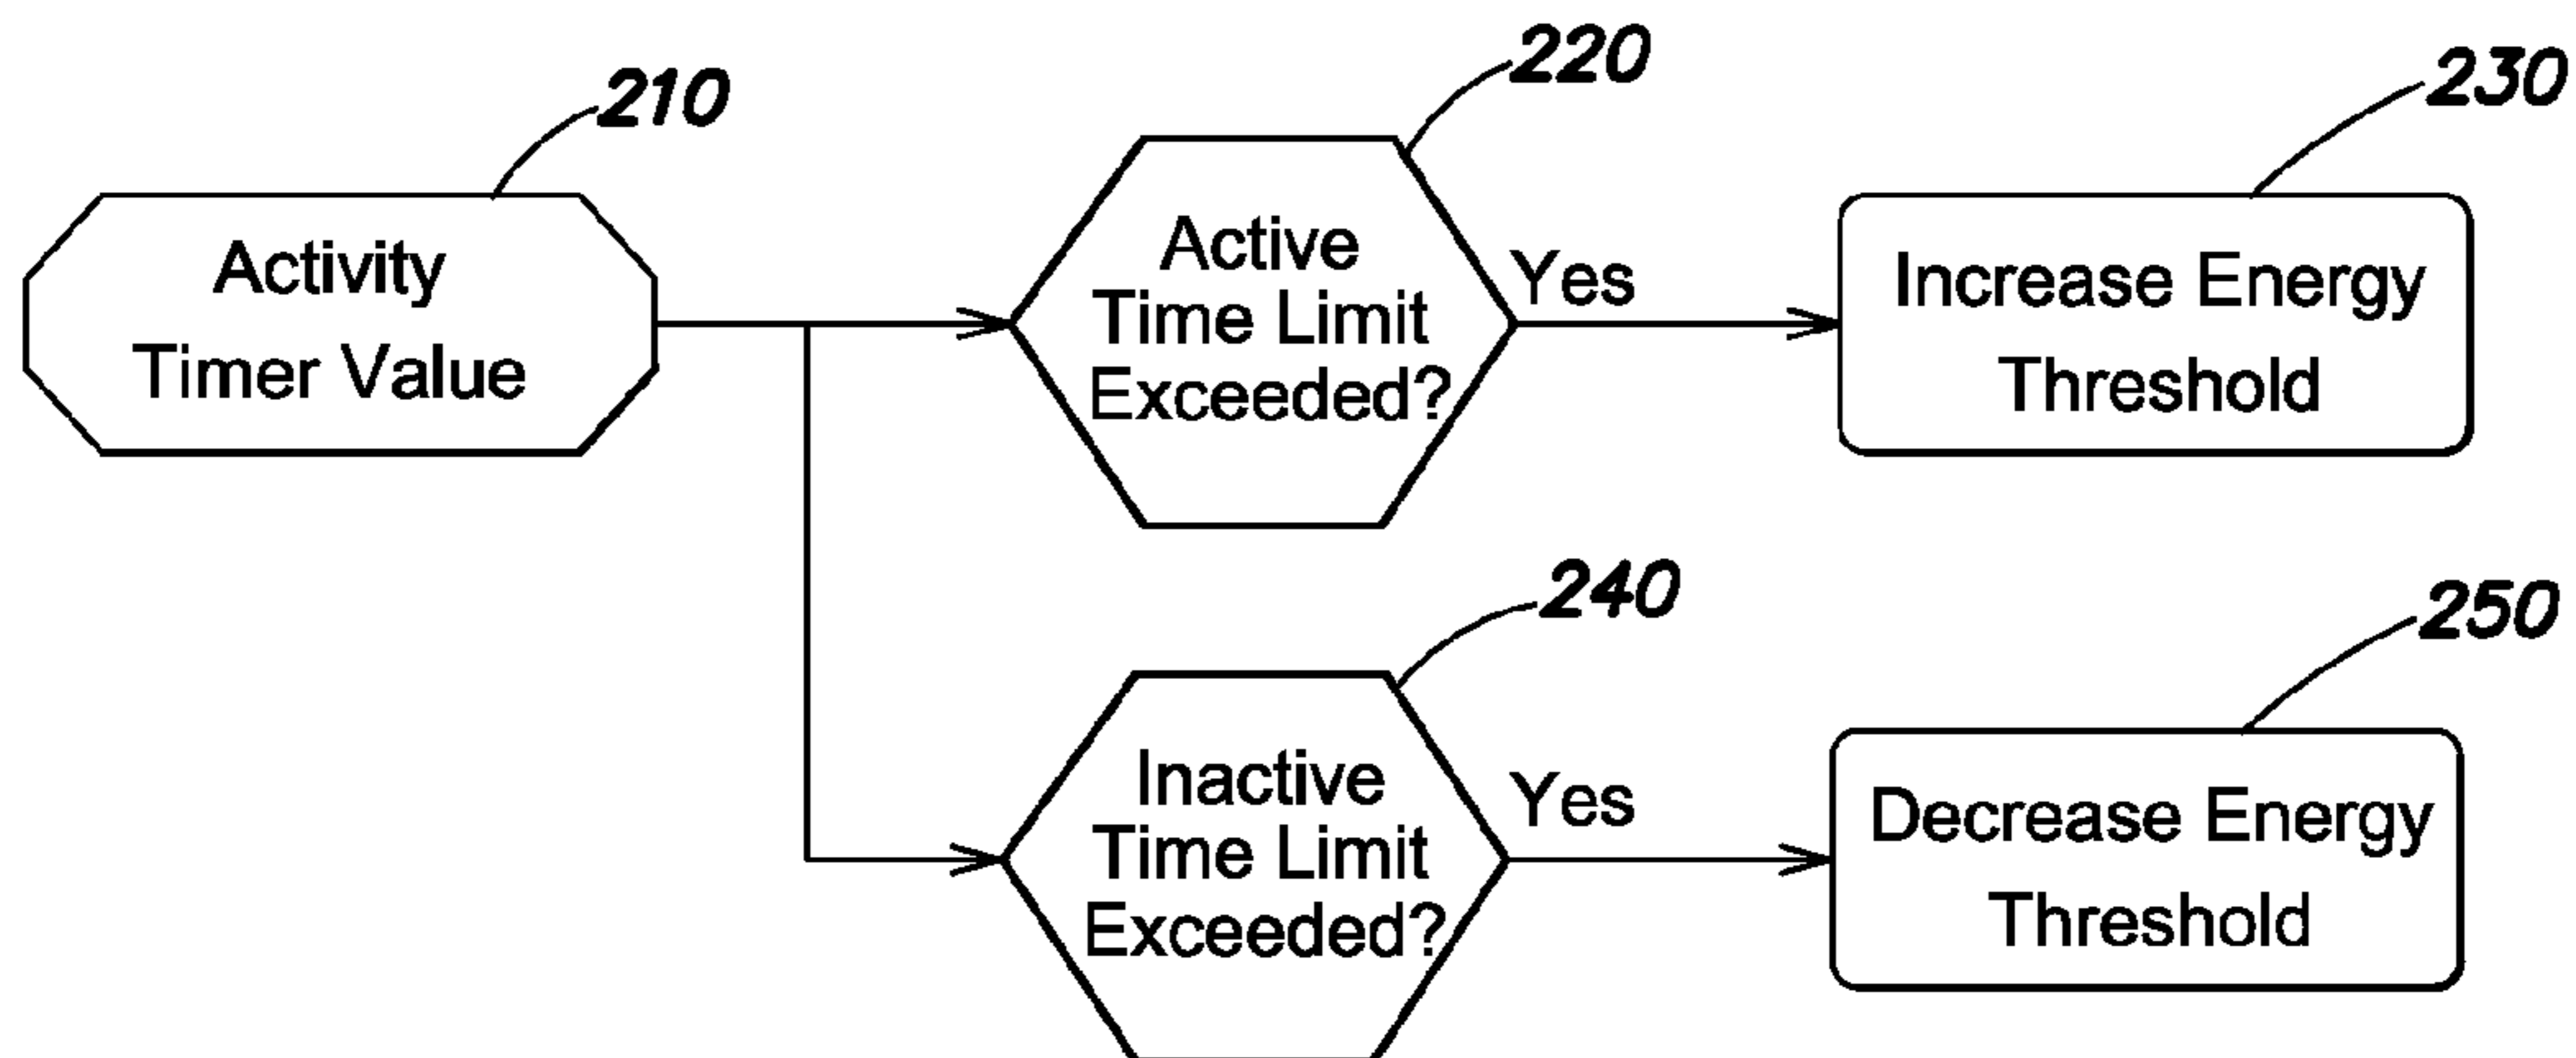 210
Activity
Timer Value
220
Active
Time Limit
Exceeded?
Yes
230
Increase Energy
Threshold
240
Inactive
Time Limit
Exceeded?
Yes
250
Decrease Energy
Threshold